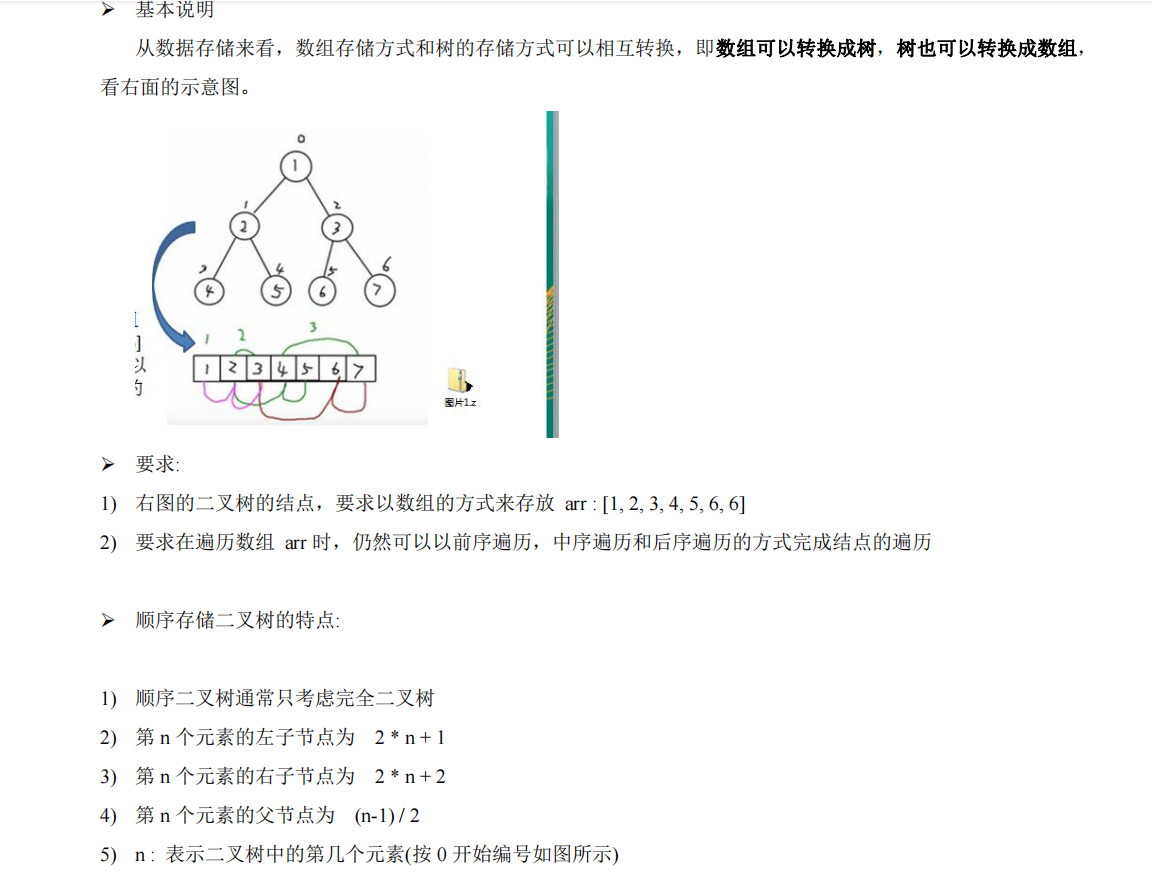 ➢ 基本说明
从数据存储来看，数组存储方式和树的存储方式可以相互转换，即数组可以转换成树，树也可以转换成数组，
看右面的示意图。
0
1
1 2
2 3
3 4 5 6
4 5 6 7
1 2 3
1 2 3 4 5 6 7
以
图片1.z
➢ 要求:
1) 右图的二叉树的结点，要求以数组的方式来存放 arr : [1, 2, 3, 4, 5, 6, 6]
2) 要求在遍历数组 arr 时，仍然可以以前序遍历，中序遍历和后序遍历的方式完成结点的遍历
➢ 顺序存储二叉树的特点:
1) 顺序二叉树通常只考虑完全二叉树
2) 第 n 个元素的左子节点为 2 * n + 1
3) 第 n 个元素的右子节点为 2 * n + 2
4) 第 n 个元素的父节点为 (n-1) / 2
5) n : 表示二叉树中的第几个元素(按 0 开始编号如图所示)